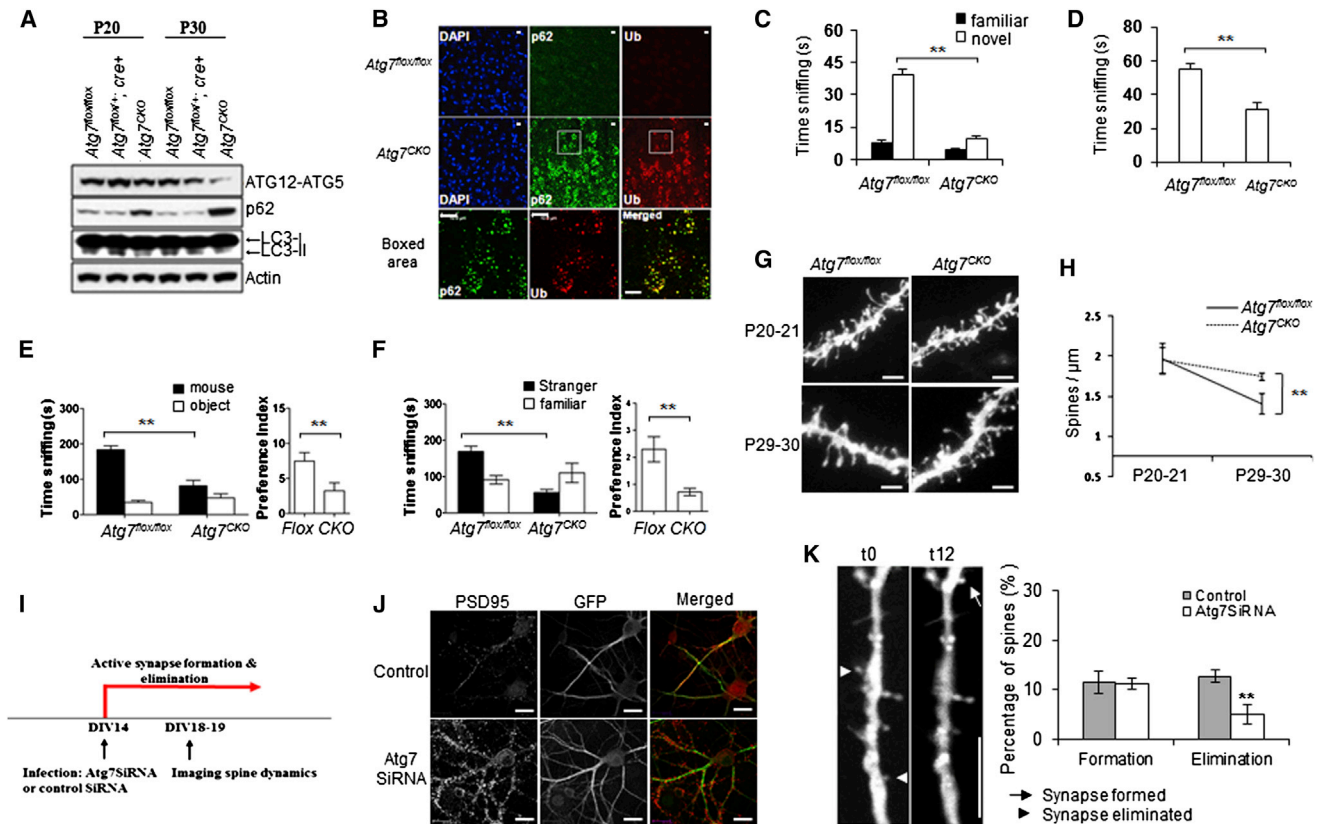 A
P20 P30
Atg7flox/flox
Atg7flox/+; cre+
Atg7CKO
Atg7flox/flox
Atg7flox/+; cre+
Atg7CKO
ATG12-ATG5
p62
LC3-I
LC3-II
Actin
B
DAPI p62 Ub
Atg7flox/flox
Atg7CKO
DAPI p62 Ub
Boxed
area
Merged
p62 Ub
C
familiar
novel
**
Time sniffing (s)
60
45
30
15
0
Atg7flox/flox Atg7CKO
D
**
Time sniffing (s)
80
60
40
20
0
Atg7flox/flox Atg7CKO
E
mouse
object
**
Time sniffing(s)
300
200
100
0
Atg7flox/flox Atg7CKO
Preference Index
15
10
5
0
**
Flox CKO
F
Stranger
familiar
**
Time sniffing(s)
300
200
100
0
Atg7flox/flox Atg7CKO
Preference Index
4
3
2
1
0
**
Flox CKO
G
Atg7flox/flox Atg7CKO
P20-21
P29-30
H
Atg7flox/flox
Atg7CKO
Spines / µm
2.5
2
1.5
1
0.5
**
P20-21 P29-30
I
Active synapse formation &
elimination
DIV14 DIV18-19
Infection: Atg7SiRNA
or control SiRNA
Imaging spine dynamics
J
PSD95 GFP Merged
Control
Atg7
SiRNA
K
t0 t12
Percentage of spines (%)
30
20
10
0
Control
Atg7SiRNA
**
Formation Elimination
Synapse formed
Synapse eliminated